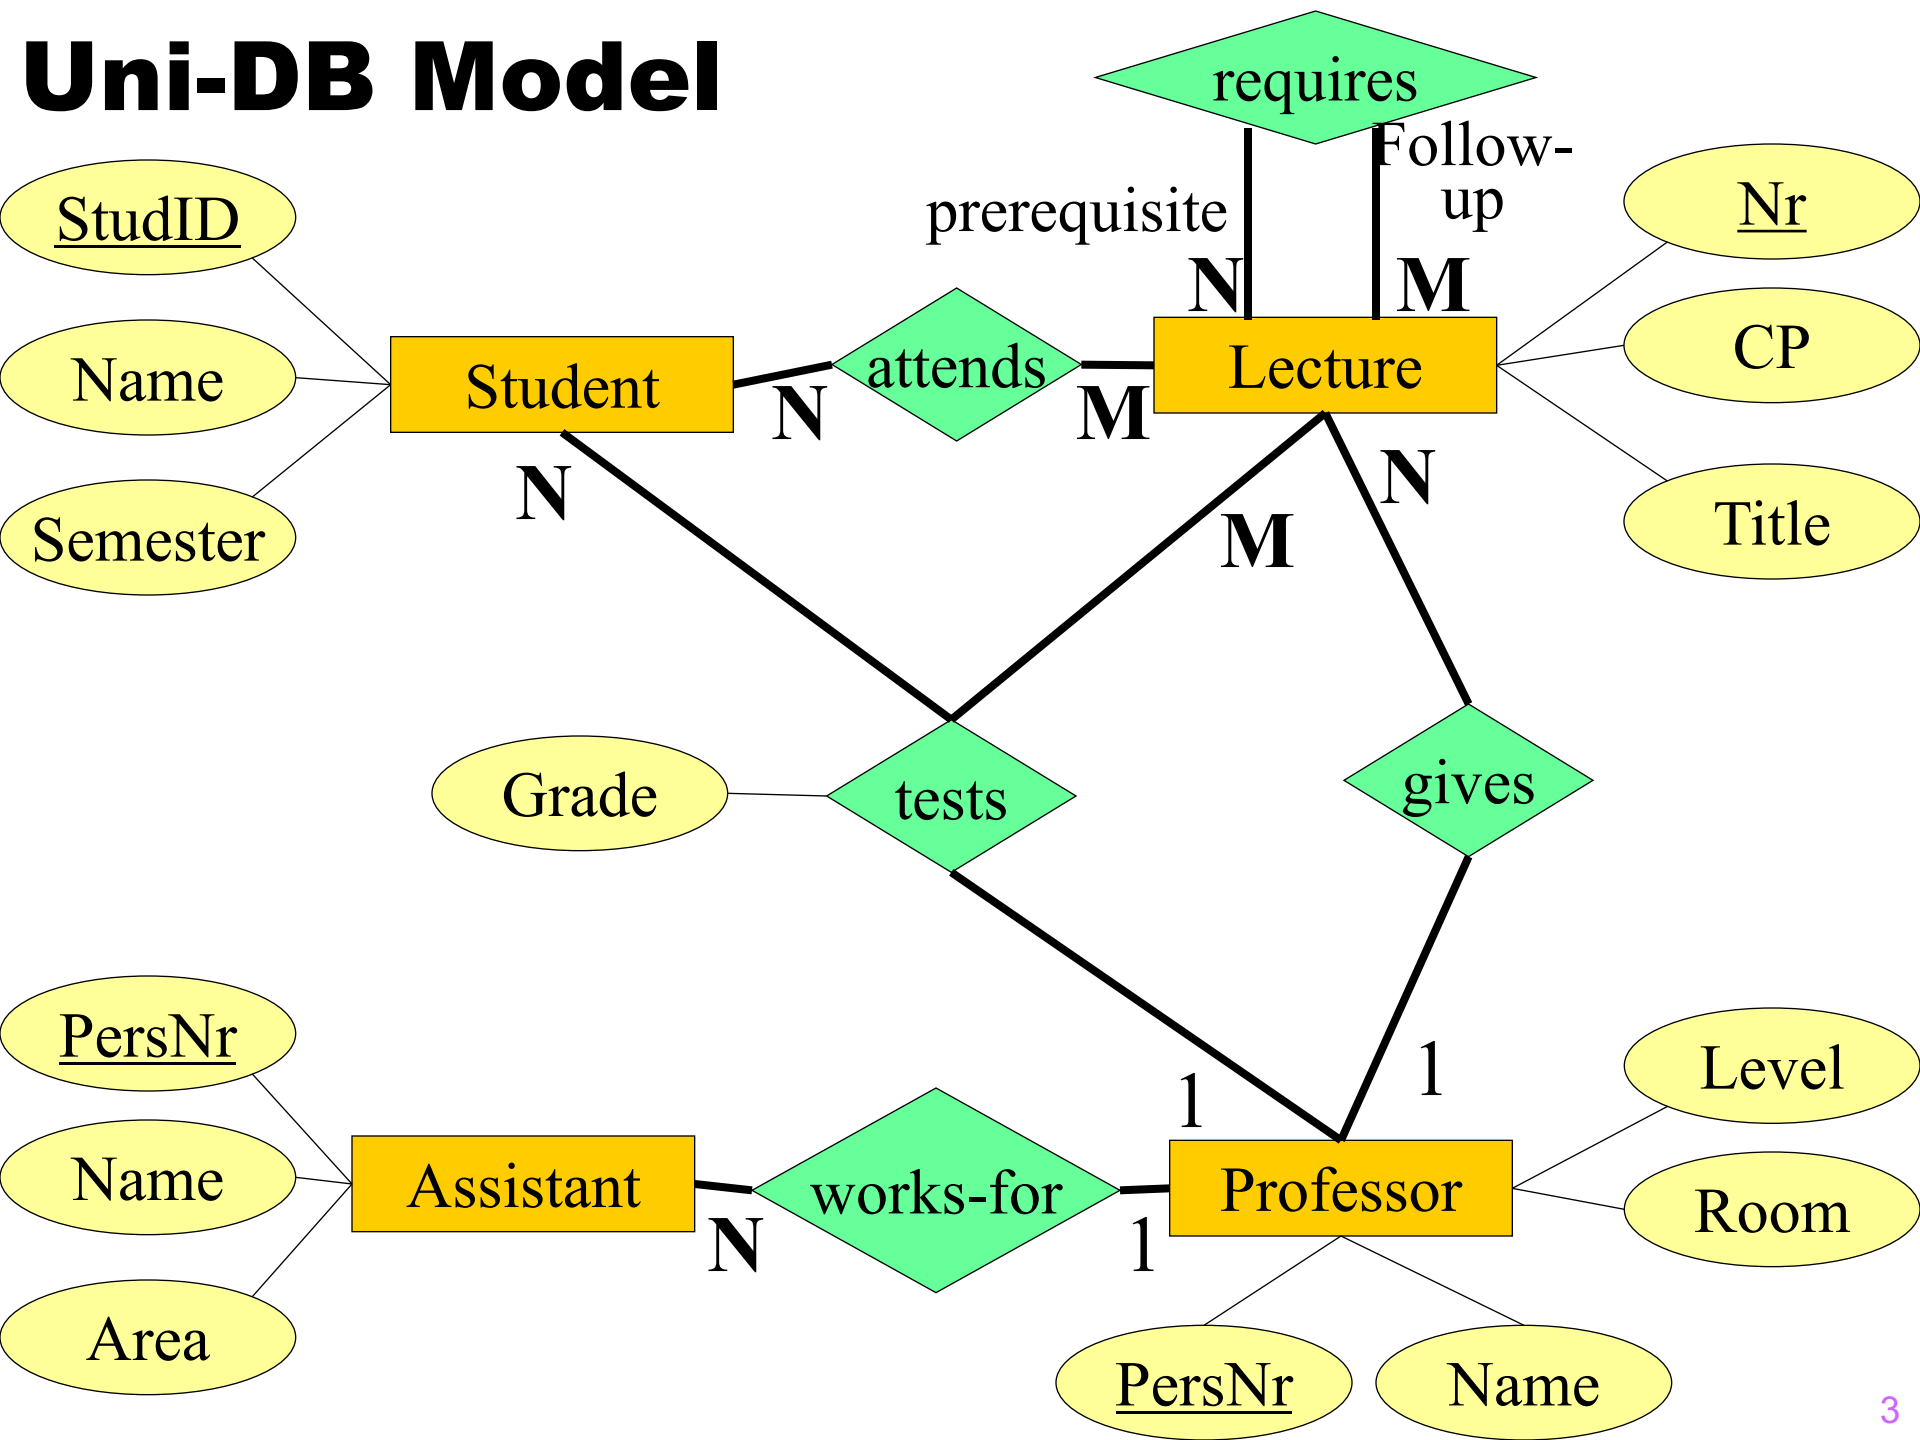 Uni-DB Model
requires
Follow-
up
prerequisite
N
M
StudID
Name
Semester
Student
N
attends
M
Lecture
Nr
CP
Title
N
M
N
Grade
tests
gives
1
1
PersNr
Name
Area
Assistant
N
works-for
1
Professor
Level
Room
PersNr
Name
3